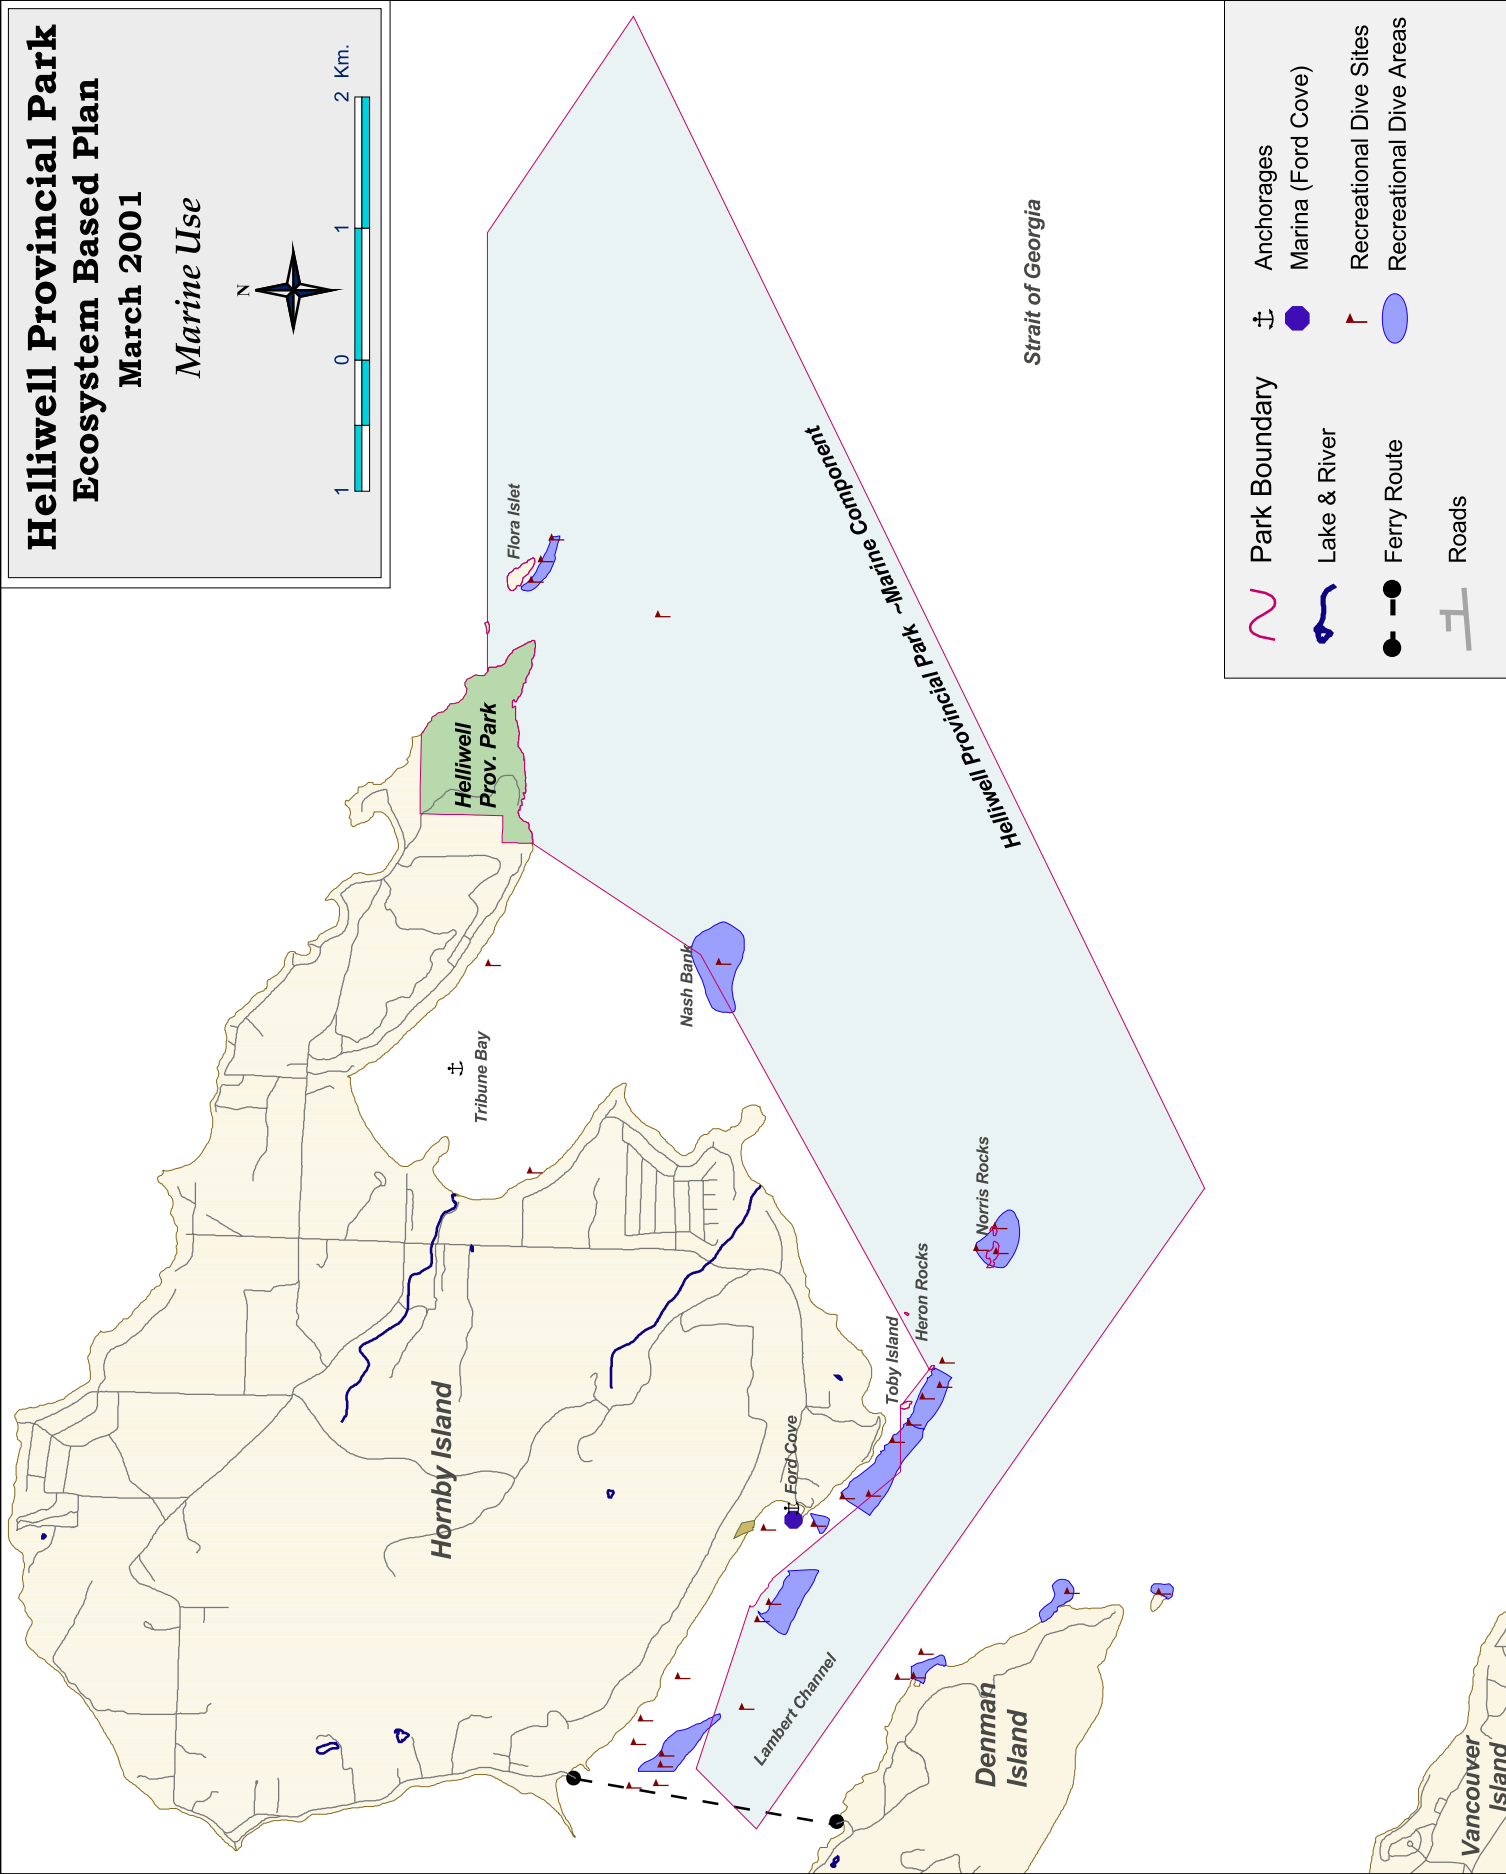 Helliwell Provincial Park
Ecosystem Based Plan
March 2001
Marine Use
N
1 0 1 2 Km.
Flora Islet
Helliwell
Prov. Park
Helliwell Provincial Park ~Marine Component
Strait of Georgia
Nash Bank
Tribune Bay
Norris Rocks
Heron Rocks
Toby Island
Ford Cove
Hornby Island
Lambert Channel
Denman
Island
Vancouver
Island
Park Boundary
Lake & River
Ferry Route
Roads
Anchorages
Marina (Ford Cove)
Recreational Dive Sites
Recreational Dive Areas